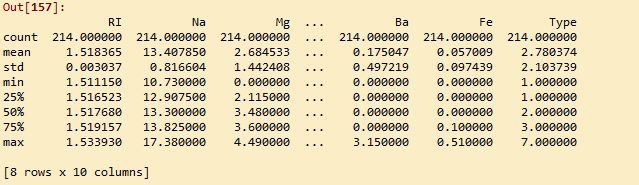 Out[157]:
               RI          Na          Mg  ...          Ba          Fe        Type
count  214.000000  214.000000  214.000000  ...  214.000000  214.000000  214.000000
mean     1.518365   13.407850    2.684533  ...    0.175047    0.057009    2.780374
std      0.003037    0.816604    1.442408  ...    0.497219    0.097439    2.103739
min      1.511150   10.730000    0.000000  ...    0.000000    0.000000    1.000000
25%      1.516523   12.907500    2.115000  ...    0.000000    0.000000    1.000000
50%      1.517680   13.300000    3.480000  ...    0.000000    0.000000    2.000000
75%      1.519157   13.825000    3.600000  ...    0.000000    0.100000    3.000000
max      1.533930   17.380000    4.490000  ...    3.150000    0.510000    7.000000
[8 rows x 10 columns]